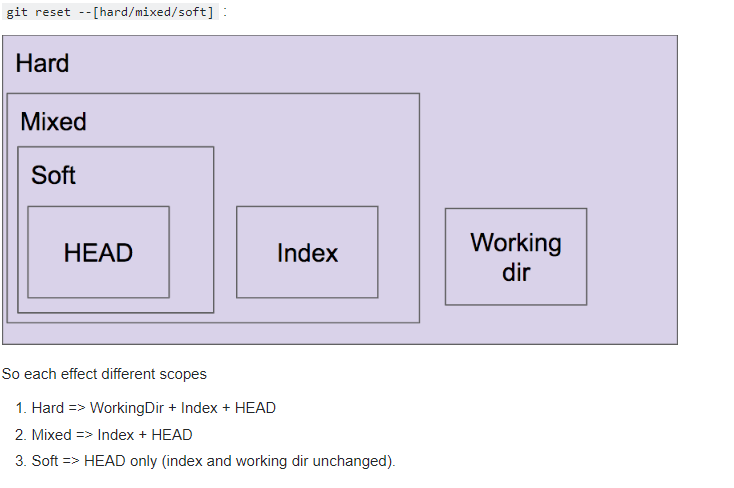 git reset --[hard/mixed/soft] :
Hard
Mixed
Soft
HEAD
Index
Working
dir
So each effect different scopes
1. Hard => WorkingDir + Index + HEAD
2. Mixed => Index + HEAD
3. Soft => HEAD only (index and working dir unchanged).